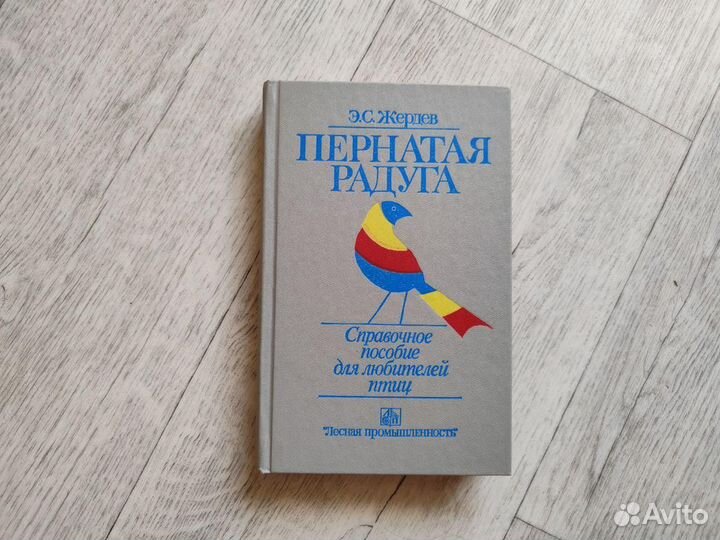 Э.С. Жердев
ПЕРНАТАЯ
РАДУГА
Справочное
пособие
для любителей
птиц
"Лесная промышленность"
Avito